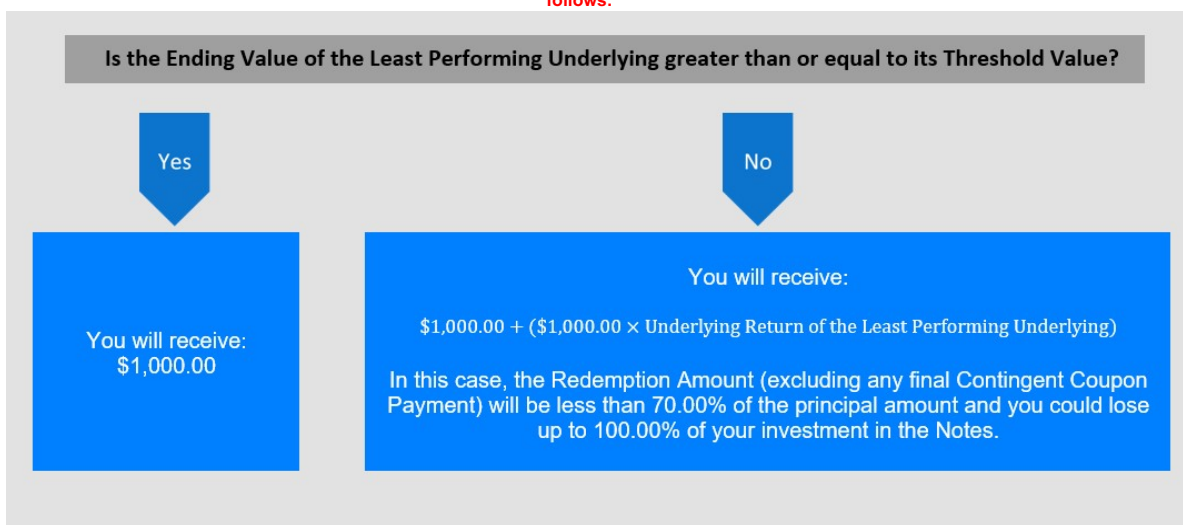 follows:
Is the Ending Value of the Least Performing Underlying greater than or equal to its Threshold Value?
Yes
No
You will receive:
$1,000.00
You will receive:
$1,000.00 + ($1,000.00 × Underlying Return of the Least Performing Underlying)
In this case, the Redemption Amount (excluding any final Contingent Coupon
Payment) will be less than 70.00% of the principal amount and you could lose
up to 100.00% of your investment in the Notes.